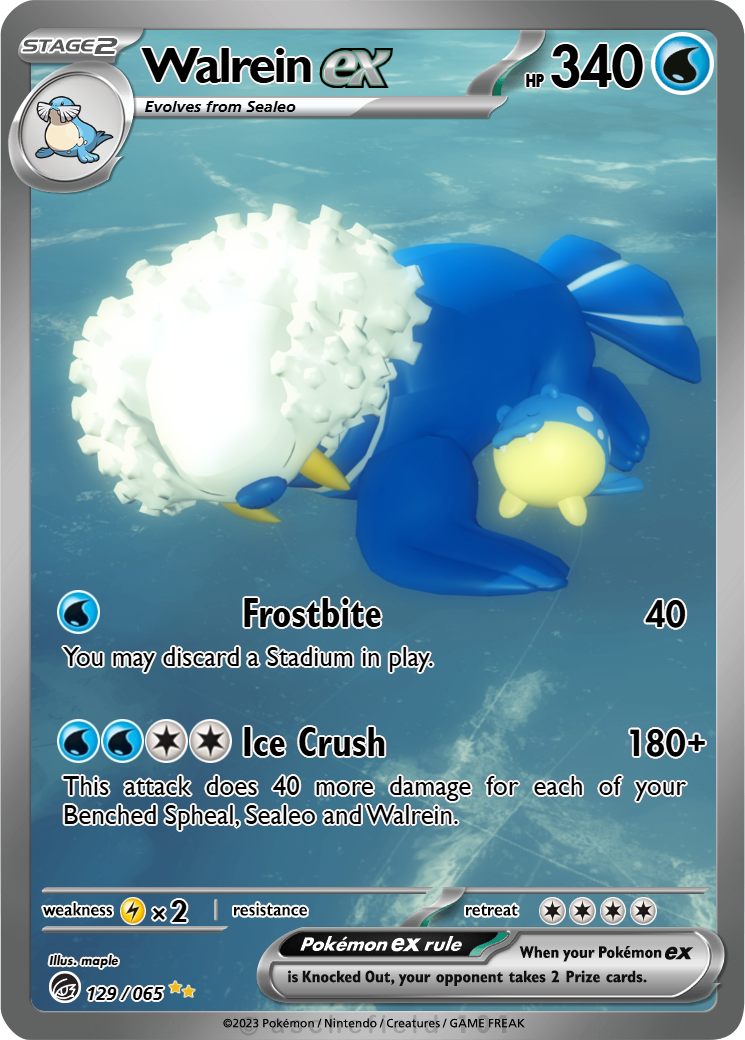 STAGE2
Walrein ex
HP 340
Evolves from Sealeo
Frostbite 40
You may discard a Stadium in play.
Ice Crush 180+
This attack does 40 more damage for each of your
Benched Spheal, Sealeo and Walrein.
weakness ×2 resistance retreat
Illus. maple
129/065
Pokémon ex rule
When your Pokémon ex
is Knocked Out, your opponent takes 2 Prize cards.
©2023 Pokémon / Nintendo / Creatures / GAME FREAK